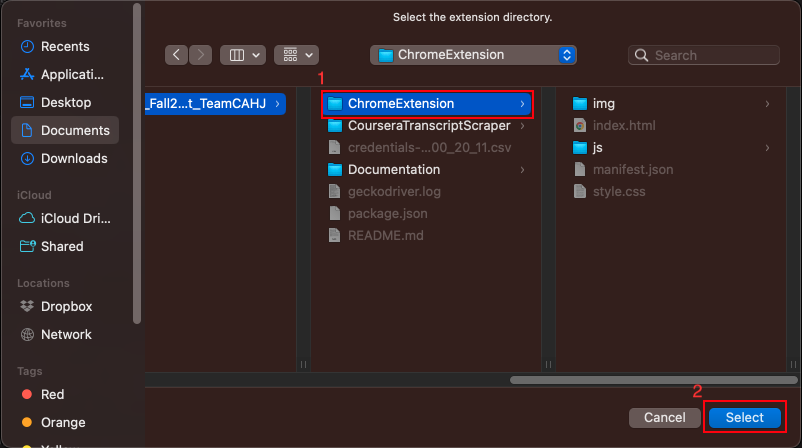 Select the extension directory.
Favorites
Recents
Applicati...
Desktop
Documents
Downloads
iCloud
iCloud Dri...
Shared
Locations
Dropbox
Network
Tags
Red
Orange
Yellow
ChromeExtension
Search
1
_Fall2...t_TeamCAHJ
ChromeExtension
CourseraTranscriptScraper
credentials-...00_20_11.csv
Documentation
geckodriver.log
package.json
README.md
img
index.html
js
manifest.json
style.css
2
Cancel
Select